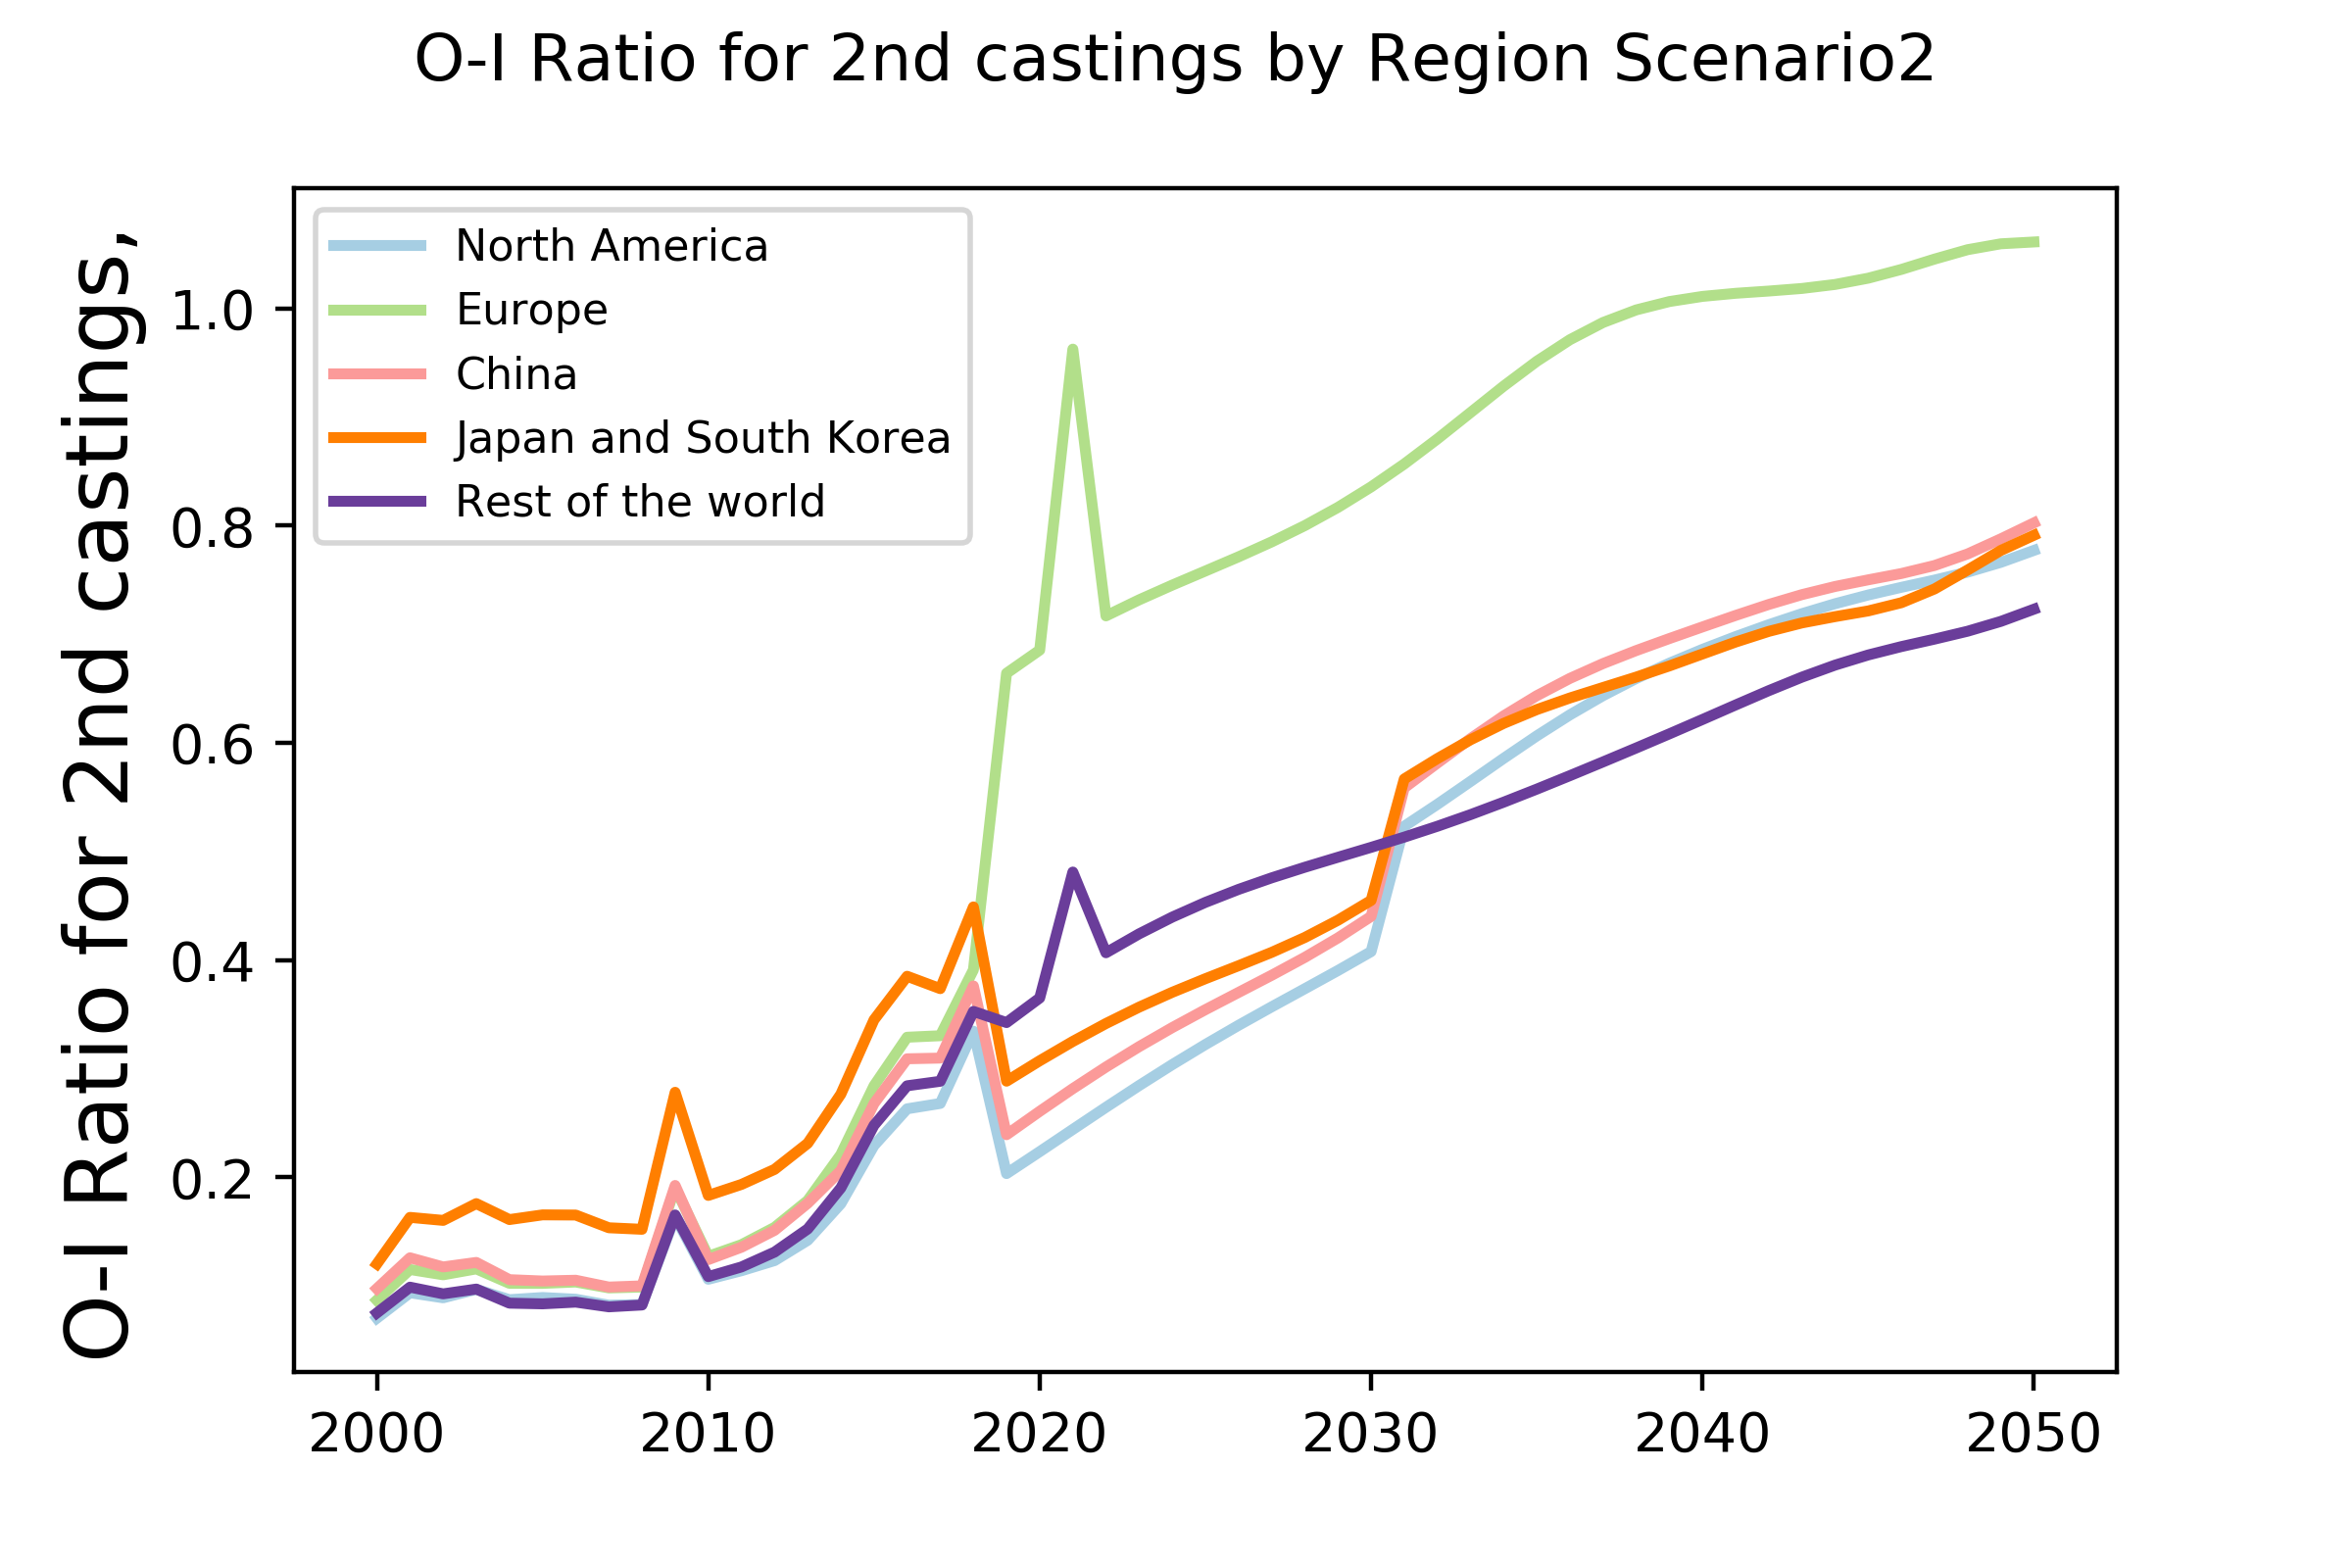 O-I Ratio for 2nd castings by Region Scenario2
O-I Ratio for 2nd castings,
North America
Europe
China
Japan and South Korea
Rest of the world
1.0
0.8
0.6
0.4
0.2
2000 2010 2020 2030 2040 2050